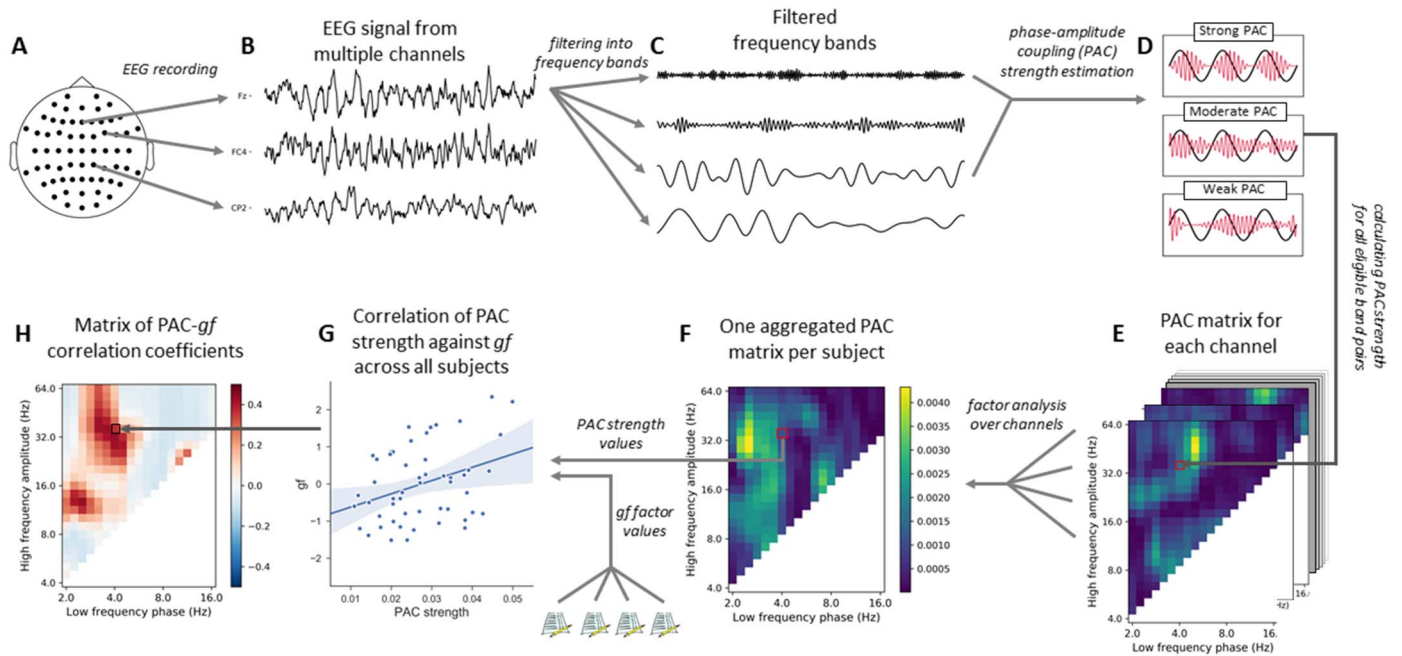 A
EEG recording
B
EEG signal from
multiple channels
Fz -
FC4 -
CP2 -
filtering into
frequency bands
C
Filtered
frequency bands
phase-amplitude
coupling (PAC)
strength estimation
D
Strong PAC
Moderate PAC
Weak PAC
calculating PAC strength
for all eligible band pairs
E
PAC matrix for
each channel
High frequency amplitude (Hz)
64.0
32.0
16.0
8.0
4.0
2.0 4.0 8.0 16.
Low frequency phase (Hz)
Hz)
16.
factor analysis
over channels
F
One aggregated PAC
matrix per subject
High frequency amplitude (Hz)
64.0
32.0
16.0
8.0
4.0
2.0 4.0 8.0 16.0
Low frequency phase (Hz)
0.0040
0.0035
0.0030
0.0025
0.0020
0.0015
0.0010
0.0005
PAC strength
values
gf factor
values
G
Correlation of PAC
strength against gf
across all subjects
gf
2
1
0
−1
−2
0.01 0.02 0.03 0.04 0.05
PAC strength
H
Matrix of PAC-gf
correlation coefficients
High frequency amplitude (Hz)
64.0
32.0
16.0
8.0
4.0
2.0 4.0 8.0 16.0
Low frequency phase (Hz)
0.4
0.2
0.0
−0.2
−0.4